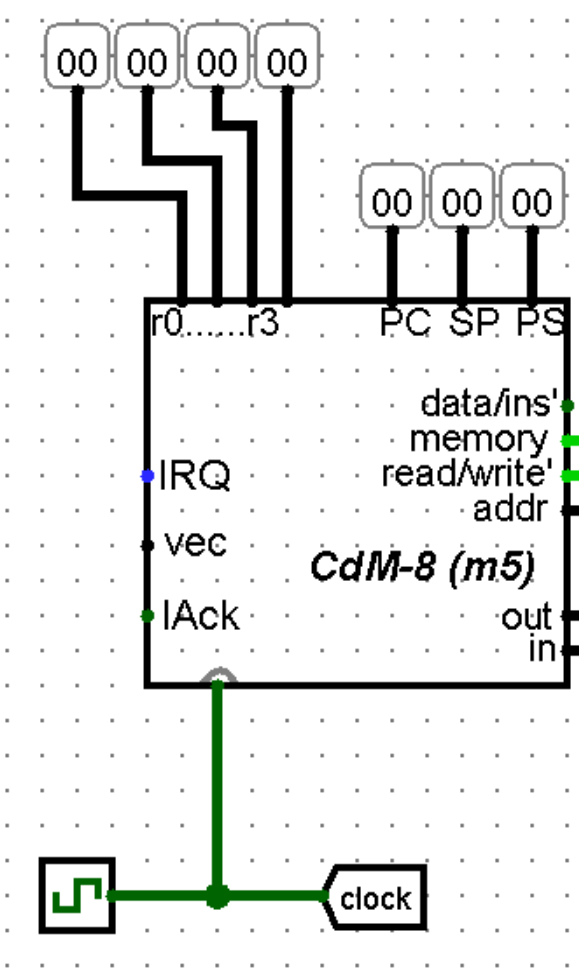 00 00 00 00
00 00 00
r0.......r3 PC SP PS
data/ins'
memory
IRQ read/write'
addr
vec
CdM-8 (m5)
IAck out
in
clock